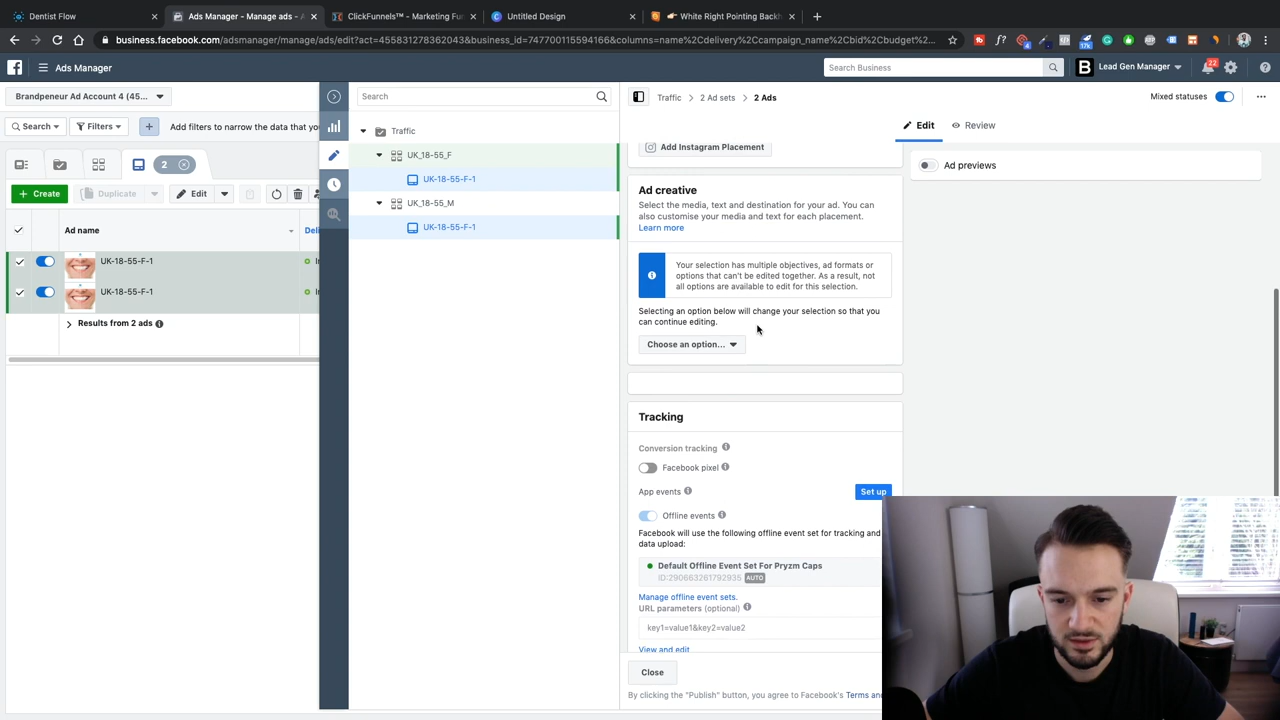 Dentist Flow
Ads Manager - Manage ads - A
ClickFunnels™ - Marketing Fun
Untitled Design
White Right Pointing Backh
business.facebook.com/adsmanager/manage/ads/edit?act=455831278362043&business_id=747700115594166&columns=name%2Cdelivery%2Ccampaign_name%2Cbid%2Cbudget%2...
Ads Manager
Search Business
Lead Gen Manager
22
Brandpeneur Ad Account 4 (45...
Search
Traffic
2 Ad sets
2 Ads
Mixed statuses
Search
Filters
Add filters to narrow the data that yo
Traffic
Edit
Review
UK_18-55_F
Add Instagram Placement
Ad previews
2
UK-18-55-F-1
Create
Duplicate
Edit
UK_18-55_M
UK-18-55-F-1
Ad name
Deli
UK-18-55-F-1
UK-18-55-F-1
Results from 2 ads
Ad creative
Select the media, text and destination for your ad. You can
also customise your media and text for each placement.
Learn more
Your selection has multiple objectives, ad formats or
options that can't be edited together. As a result, not
all options are available to edit for this selection.
Selecting an option below will change your selection so that you
can continue editing.
Choose an option...
Tracking
Conversion tracking
Facebook pixel
App events
Set up
Offline events
Facebook will use the following offline event set for tracking and
data upload:
Default Offline Event Set For Pryzm Caps
ID:290663261792935 AUTO
Manage offline event sets.
URL parameters (optional)
key1=value1&key2=value2
View and edit
Close
By clicking the "Publish" button, you agree to Facebook's Terms and